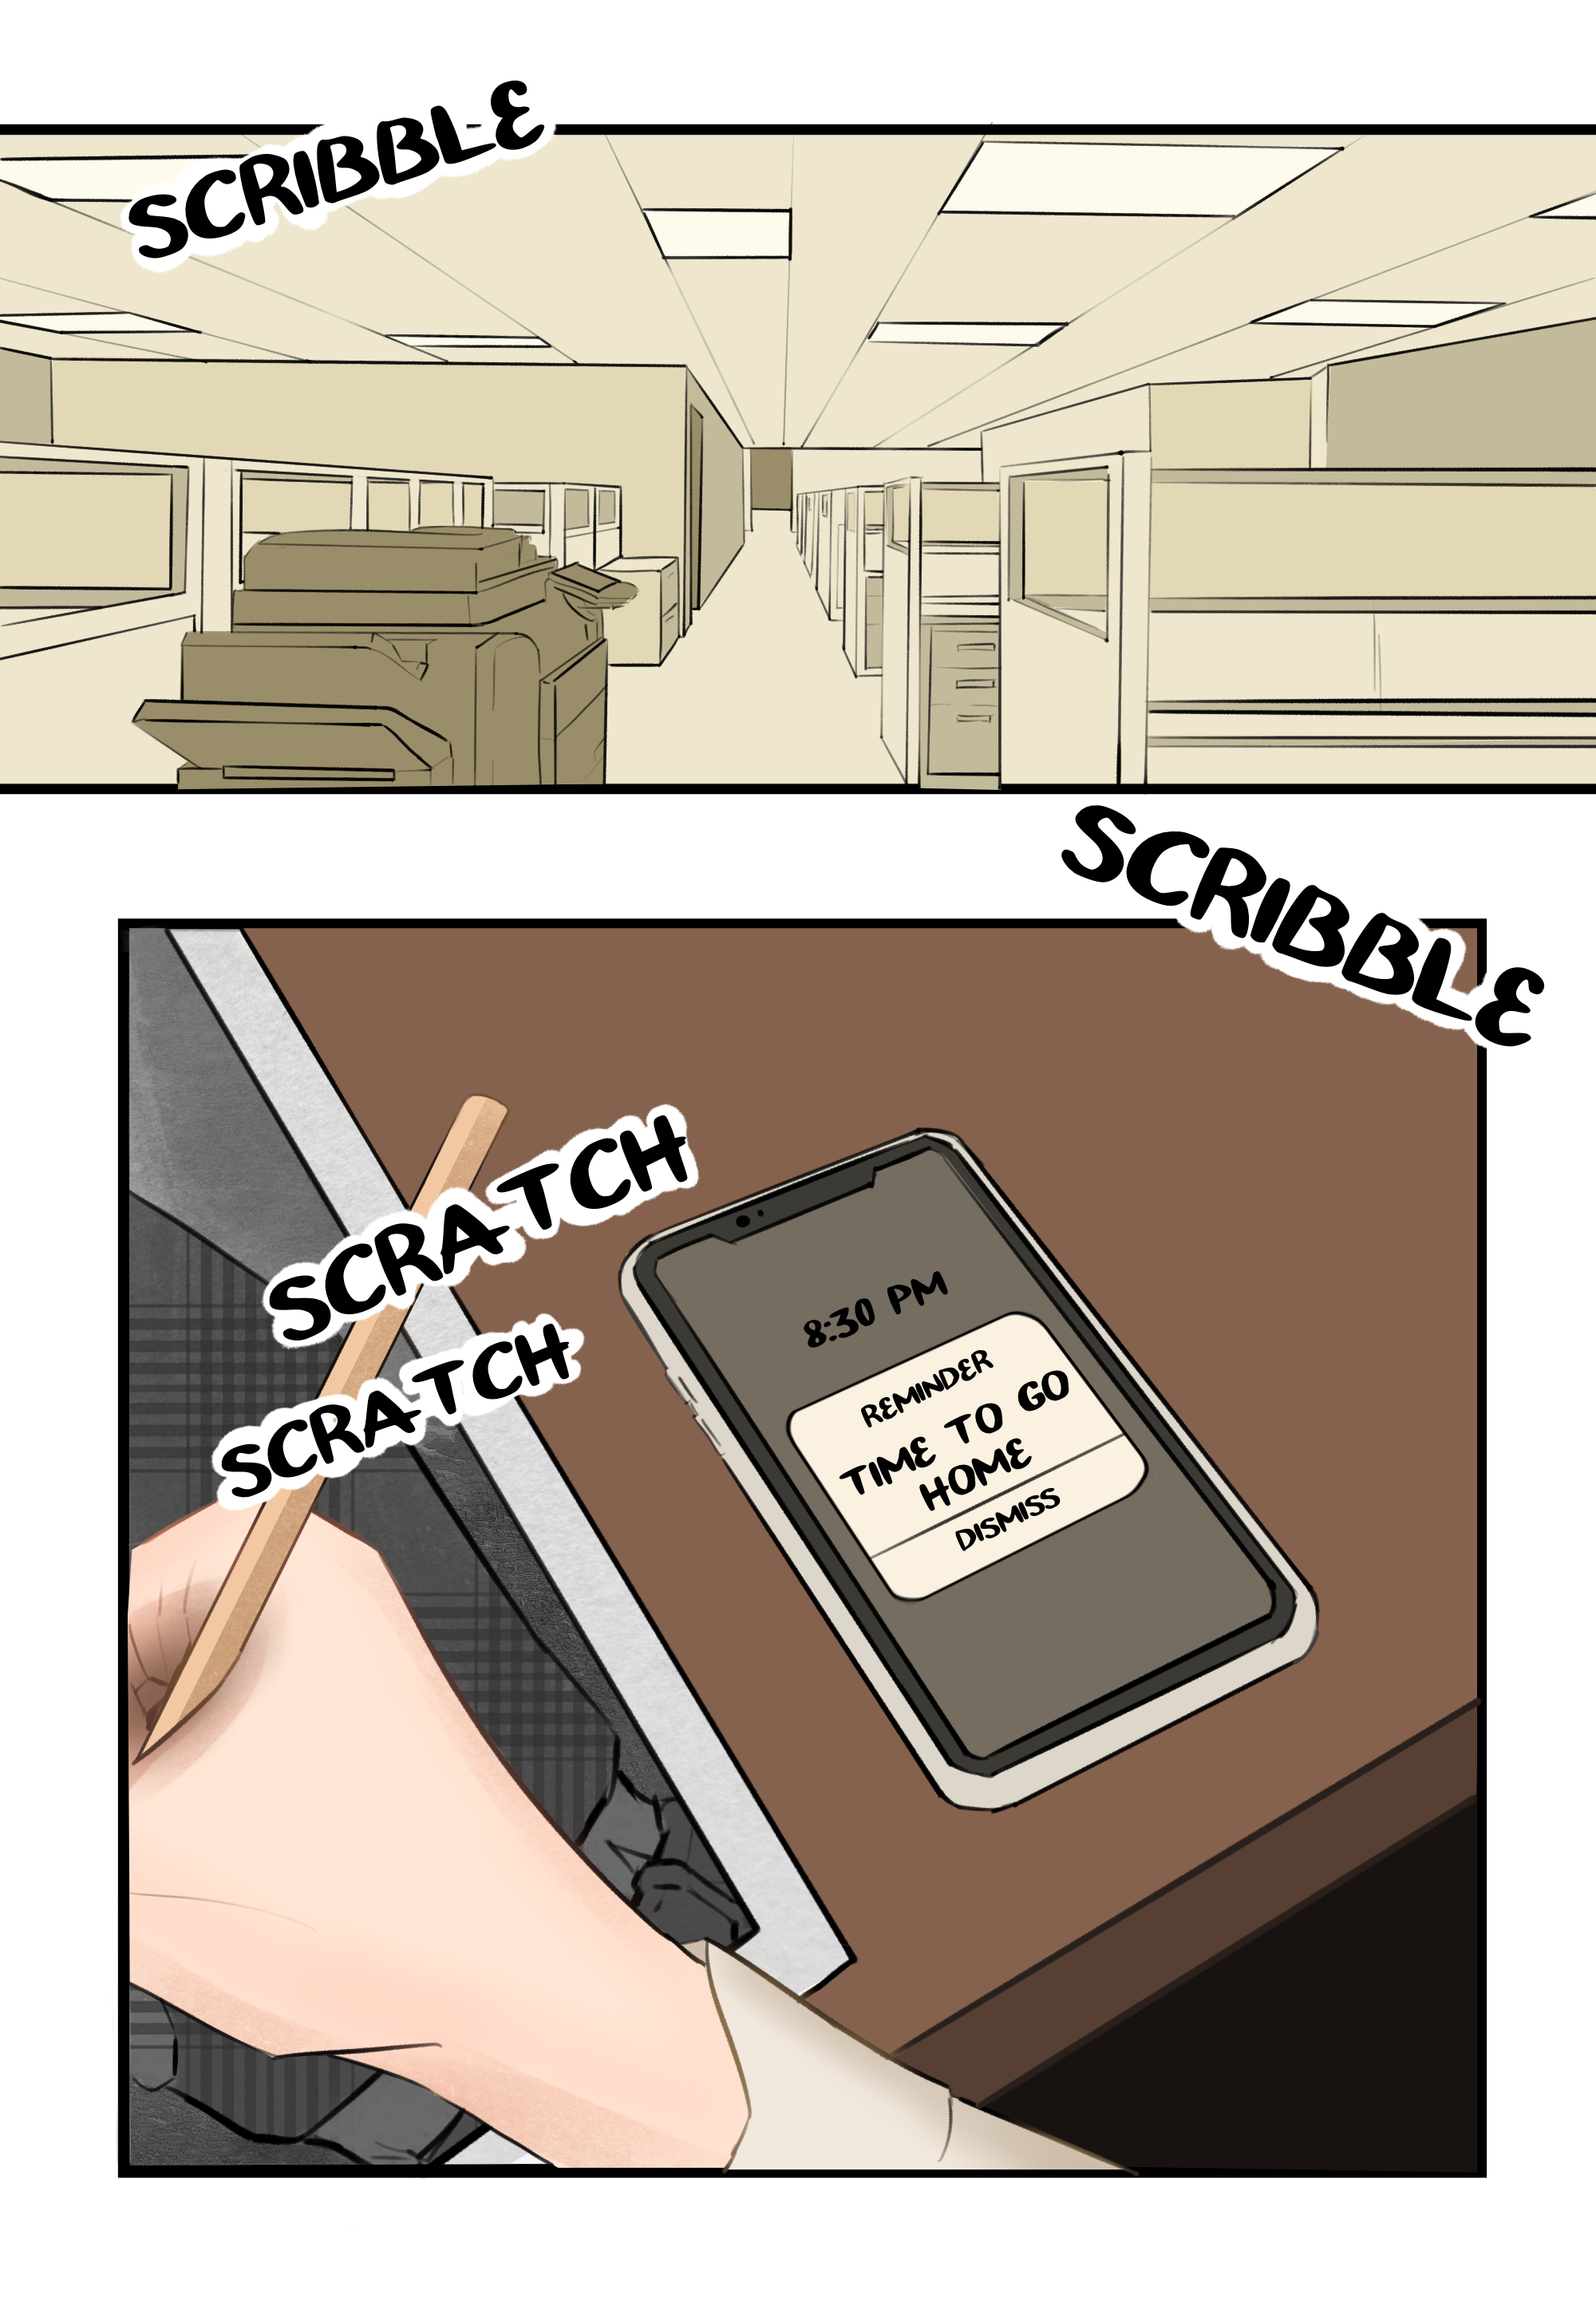 SCRIBBLE
SCRIBBLE
SCRATCH
SCRATCH
8:30 PM
REMINDER
TIME TO GO
HOME
DISMISS